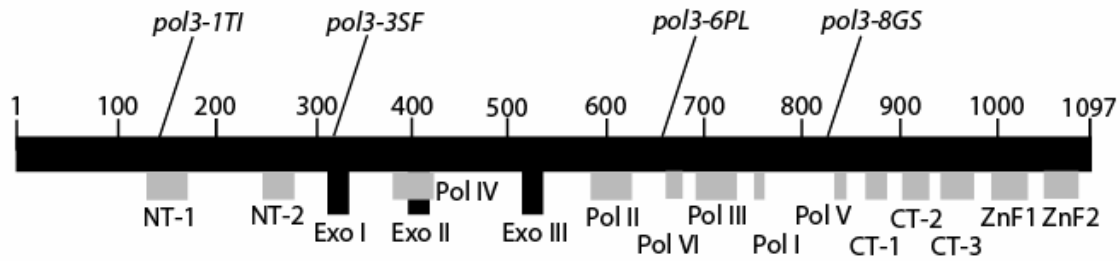 pol3-1TI pol3-3SF pol3-6PL pol3-8GS
1 100 200 300 400 500 600 700 800 900 1000 1097
NT-1 NT-2 Exo I Exo II Pol IV Exo III Pol II Pol VI Pol III Pol I Pol V CT-1 CT-2 CT-3 ZnF1 ZnF2